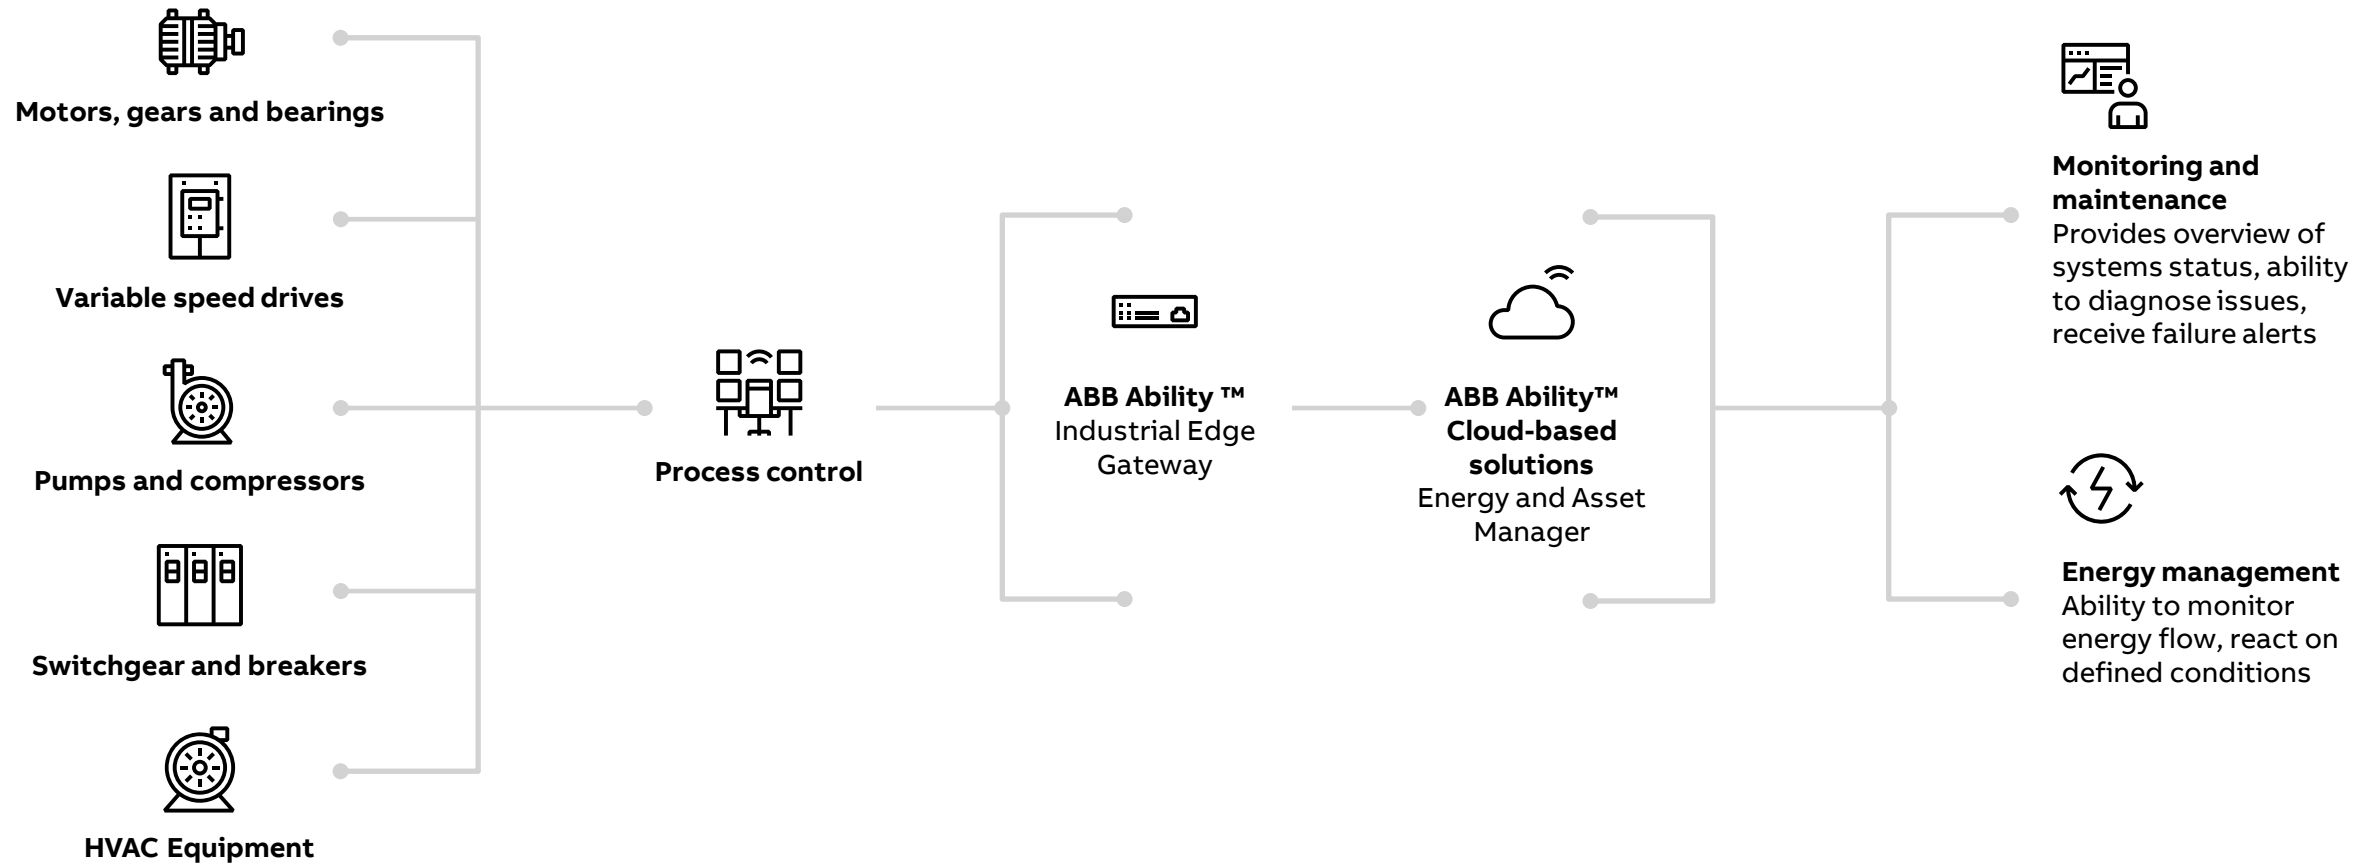 Motors, gears and bearings
Variable speed drives
Pumps and compressors
Switchgear and breakers
HVAC Equipment
Process control
ABB Ability ™
Industrial Edge
Gateway
ABB Ability™
Cloud-based
solutions
Energy and Asset
Manager
Monitoring and
maintenance
Provides overview of
systems status, ability
to diagnose issues,
receive failure alerts
Energy management
Ability to monitor
energy flow, react on
defined conditions